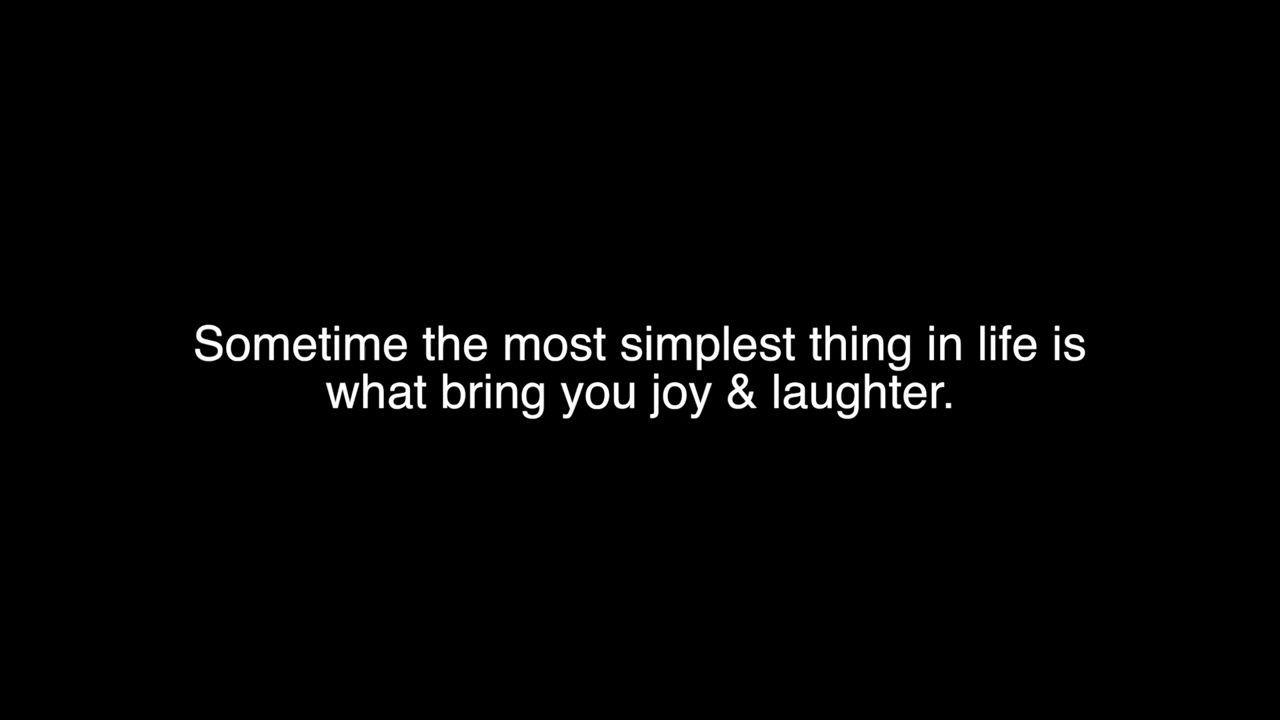 Sometime the most simplest thing in life is
what bring you joy & laughter.